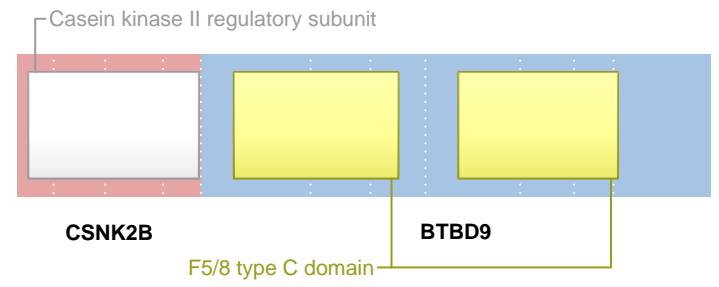 Casein kinase II regulatory subunit
CSNK2B
BTBD9
F5/8 type C domain